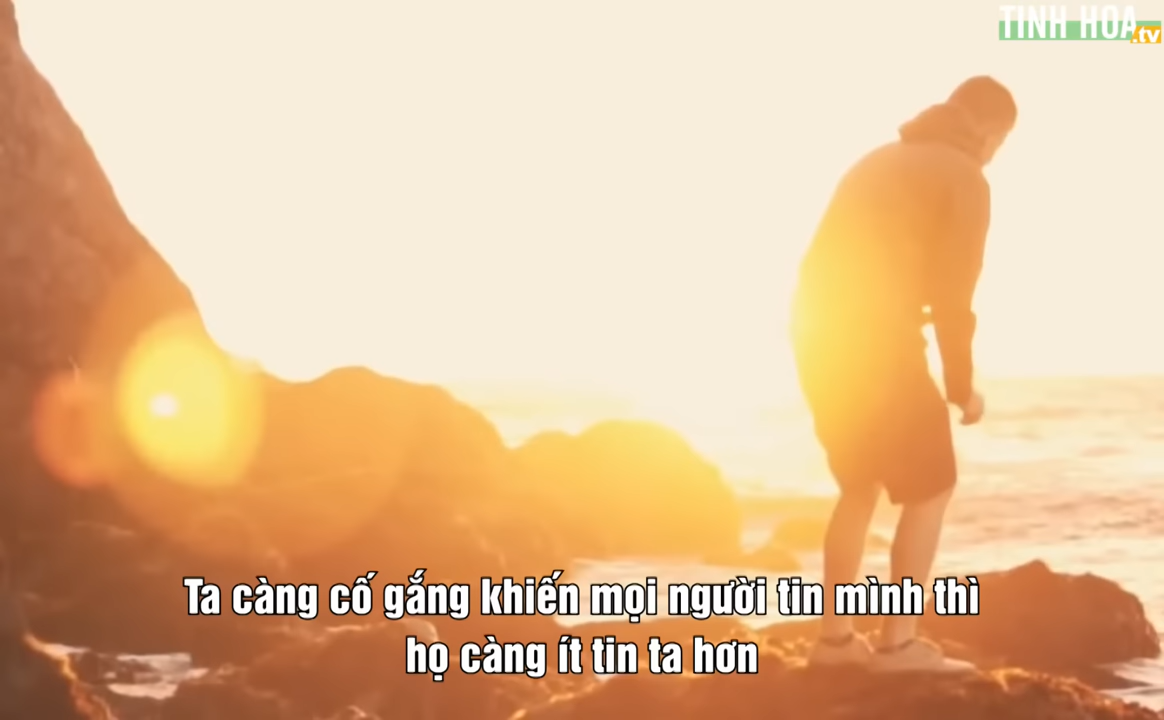 TINH HOA
.tv
Ta càng cố gắng khiến mọi người tin mình thì
họ càng ít tin ta hơn